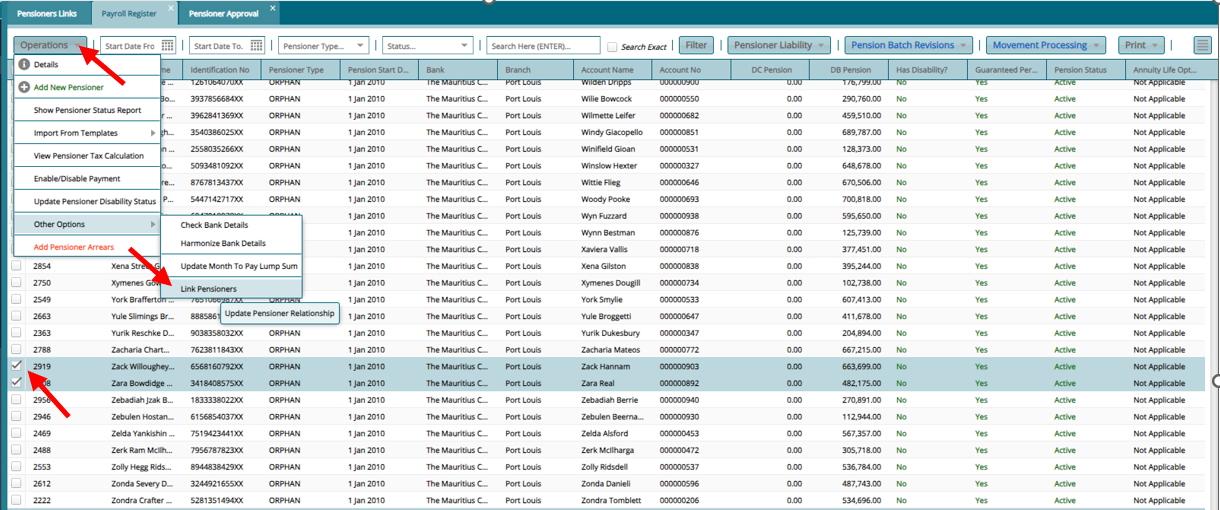 Pensioners Links Payroll Register Pensioner Approval
Operations Start Date Fro Start Date To. Pensioner Type... Status... Search Here (ENTER)... Search Exact Filter Pensioner Liability Pension Batch Revisions Movement Processing Print
Identification No Pensioner Type Pension Start D... Bank Branch Account Name Account No DC Pension DB Pension Has Disability? Guaranteed Per... Pension Status Annuity Life Opt...
Details
Add New Pensioner
Show Pensioner Status Report
Import From Templates
View Pensioner Tax Calculation
Enable/Disable Payment
Update Pensioner Disability Status
Other Options
Add Pensioner Arrears
Check Bank Details
Harmonize Bank Details
Update Month To Pay Lump Sum
Link Pensioners
Update Pensioner Relationship
1261064070XX ORPHAN 1 Jan 2010 The Mauritius C... Port Louis Wilden Dripps 000000900 0.00 176,799.00 No Yes Active Not Applicable
3937856684XX ORPHAN 1 Jan 2010 The Mauritius C... Port Louis Wilie Bowcock 000000550 0.00 290,760.00 No Yes Active Not Applicable
1162841369XX ORPHAN 1 Jan 2010 The Mauritius C... Port Louis Wilmette Leifer 000000682 0.00 459,510.00 No Yes Active Not Applicable
3540386025XX ORPHAN 1 Jan 2010 The Mauritius C... Port Louis Windy Giacopello 000000851 0.00 689,787.00 No Yes Active Not Applicable
2558035266XX ORPHAN 1 Jan 2010 The Mauritius C... Port Louis Winifield Gioan 000000531 0.00 128,373.00 No Yes Active Not Applicable
5093481092XX ORPHAN 1 Jan 2010 The Mauritius C... Port Louis Winslow Hexter 000000327 0.00 648,678.00 No Yes Active Not Applicable
8767813437XX ORPHAN 1 Jan 2010 The Mauritius C... Port Louis Wittie Flieg 000000646 0.00 670,506.00 No Yes Active Not Applicable
5447142717XX ORPHAN 1 Jan 2010 The Mauritius C... Port Louis Woody Pooke 000000693 0.00 700,818.00 No Yes Active Not Applicable
ORPHAN 1 Jan 2010 The Mauritius C... Port Louis Wyn Fuzzard 000000938 0.00 595,650.00 No Yes Active Not Applicable
The Mauritius C... Port Louis Wynn Bestman 000000876 0.00 125,739.00 No Yes Active Not Applicable
The Mauritius C... Port Louis Xaviera Vallis 000000718 0.00 377,451.00 No Yes Active Not Applicable
2854 Xena Street G The Mauritius C... Port Louis Xena Gilston 000000838 0.00 395,244.00 No Yes Active Not Applicable
2750 Xymenes Gow The Mauritius C... Port Louis Xymenes Dougill 000000734 0.00 102,738.00 No Yes Active Not Applicable
2549 York Brafferton 7651066987XX ORPHAN 1 Jan 2010 The Mauritius C... Port Louis York Smylie 000000533 0.00 607,413.00 No Yes Active Not Applicable
2663 Yule Slimings Br... 8885861 The Mauritius C... Port Louis Yule Broggetti 000000647 0.00 411,678.00 No Yes Active Not Applicable
2363 Yurik Reschke D... 9038358032XX ORPHAN 1 Jan 2010 The Mauritius C... Port Louis Yurik Dukesbury 000000347 0.00 204,894.00 No Yes Active Not Applicable
2788 Zacharia Chart... 7623811843XX ORPHAN 1 Jan 2010 The Mauritius C... Port Louis Zacharia Mateos 000000772 0.00 667,215.00 No Yes Active Not Applicable
2919 Zack Willoughey... 6568160792XX ORPHAN 1 Jan 2010 The Mauritius C... Port Louis Zack Hannam 000000903 0.00 663,699.00 No Yes Active Not Applicable
Zara Bowdidge ... 3418408575XX ORPHAN 1 Jan 2010 The Mauritius C... Port Louis Zara Real 000000892 0.00 482,175.00 No Yes Active Not Applicable
2956 Zebadiah Jzak B... 1833338022XX ORPHAN 1 Jan 2010 The Mauritius C... Port Louis Zebadiah Berrie 000000940 0.00 270,891.00 No Yes Active Not Applicable
2946 Zebulen Hostan... 6156854037XX ORPHAN 1 Jan 2010 The Mauritius C... Port Louis Zebulen Beerna... 000000930 0.00 112,944.00 No Yes Active Not Applicable
2469 Zelda Yankishin ... 7519423441XX ORPHAN 1 Jan 2010 The Mauritius C... Port Louis Zelda Alsford 000000453 0.00 567,357.00 No Yes Active Not Applicable
2488 Zerk Ram McIlh... 7956787823XX ORPHAN 1 Jan 2010 The Mauritius C... Port Louis Zerk McIlharga 000000472 0.00 305,718.00 No Yes Active Not Applicable
2553 Zolly Hegg Rids... 8944838429XX ORPHAN 1 Jan 2010 The Mauritius C... Port Louis Zolly Ridsdell 000000537 0.00 536,784.00 No Yes Active Not Applicable
2612 Zonda Severy D... 3244921655XX ORPHAN 1 Jan 2010 The Mauritius C... Port Louis Zonda Danieli 000000596 0.00 487,743.00 No Yes Active Not Applicable
2222 Zondra Crafter ... 5281351494XX ORPHAN 1 Jan 2010 The Mauritius C... Port Louis Zondra Tomblett 000000206 0.00 534,696.00 No Yes Active Not Applicable